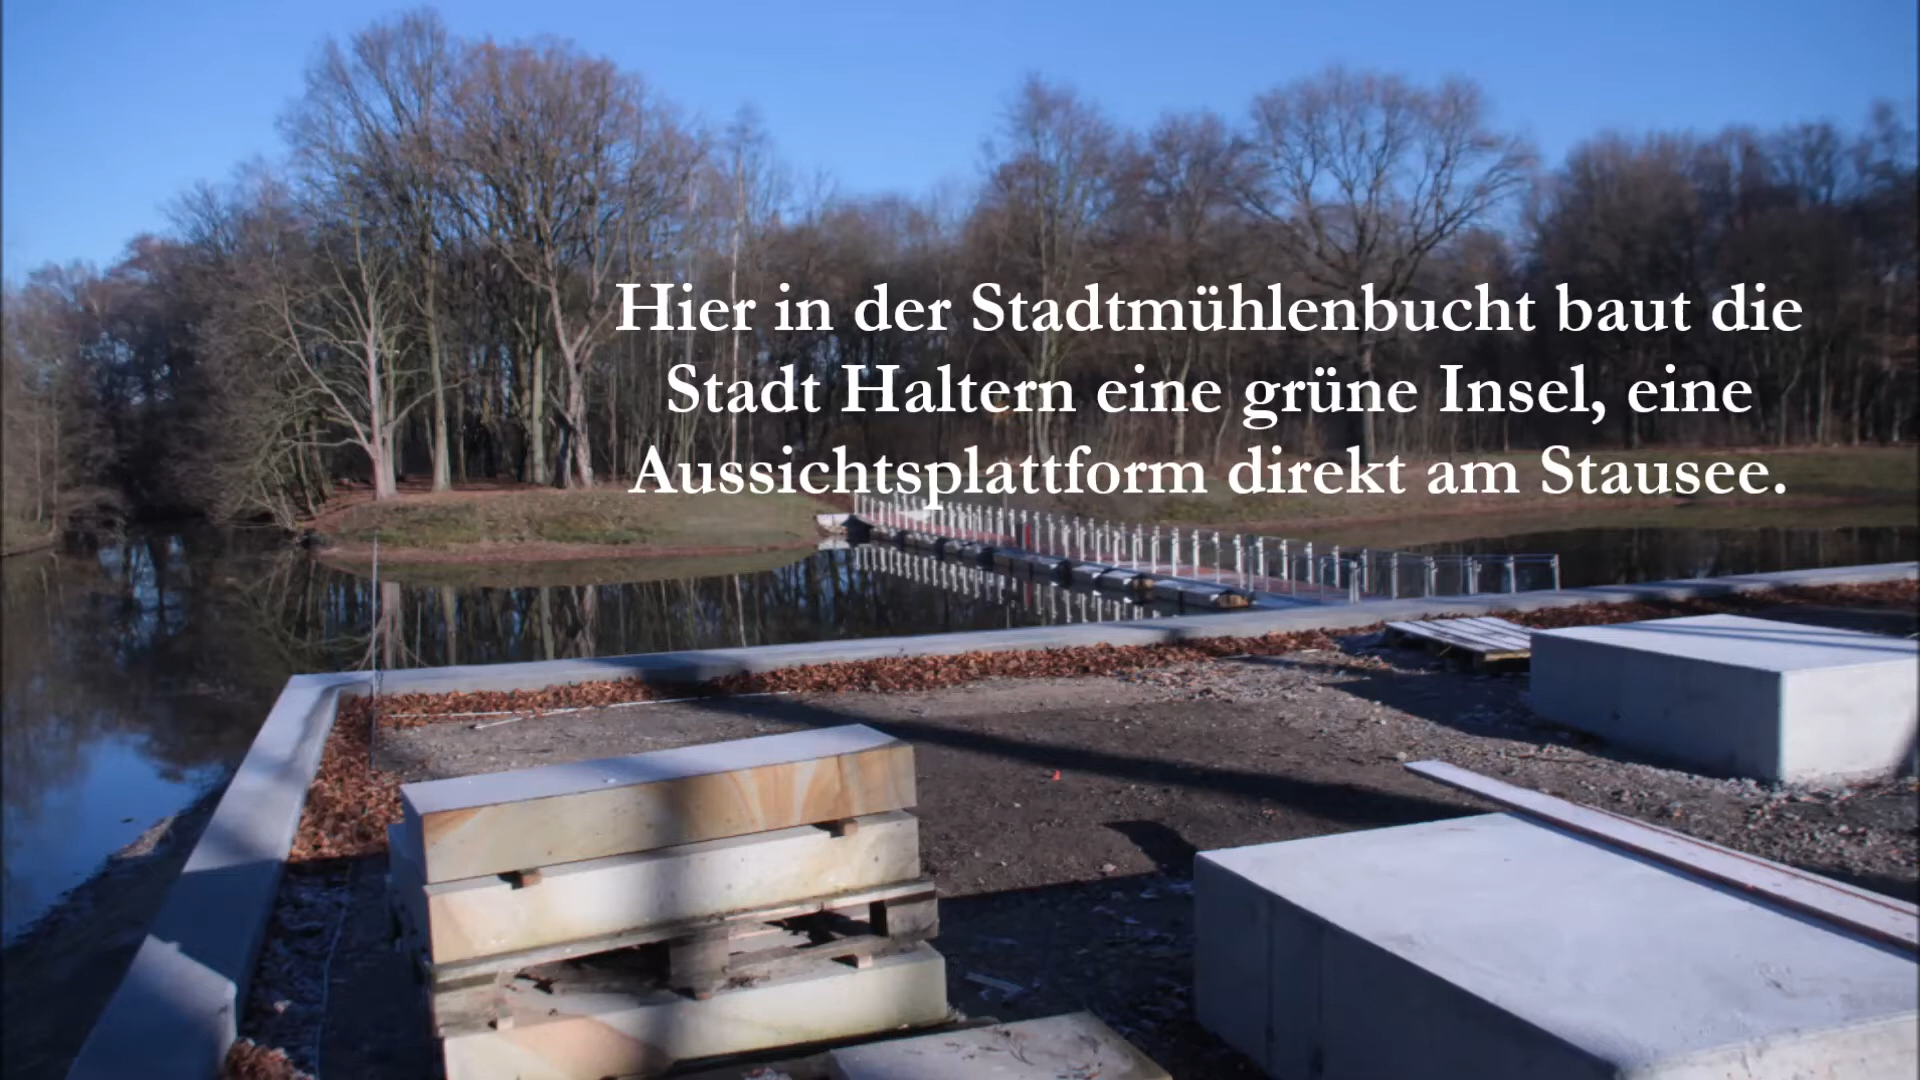 Hier in der Stadtmühlenbucht baut die
Stadt Haltern eine grüne Insel, eine
Aussichtsplattform direkt am Stausee.